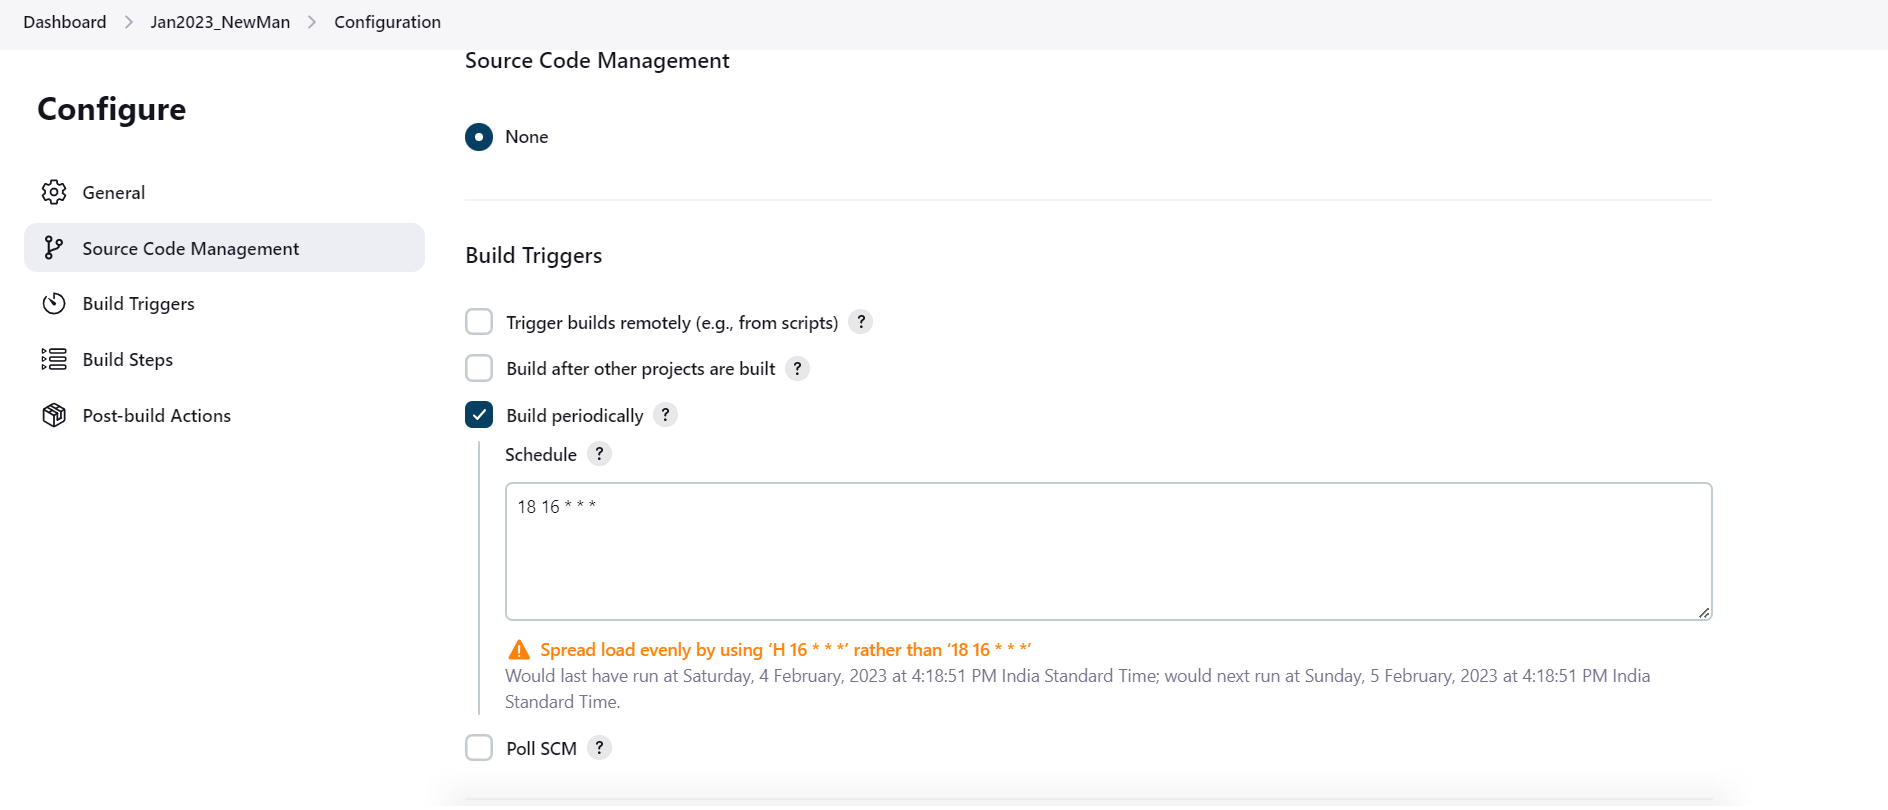 Dashboard > Jan2023_NewMan > Configuration
Source Code Management
Configure
None
General
Source Code Management
Build Triggers
Build Steps
Post-build Actions
Build Triggers
Trigger builds remotely (e.g., from scripts) ?
Build after other projects are built ?
Build periodically ?
Schedule ?
18 16 * * *
Spread load evenly by using ‘H 16 * * *’ rather than ‘18 16 * * *’
Would last have run at Saturday, 4 February, 2023 at 4:18:51 PM India Standard Time; would next run at Sunday, 5 February, 2023 at 4:18:51 PM India
Standard Time.
Poll SCM ?